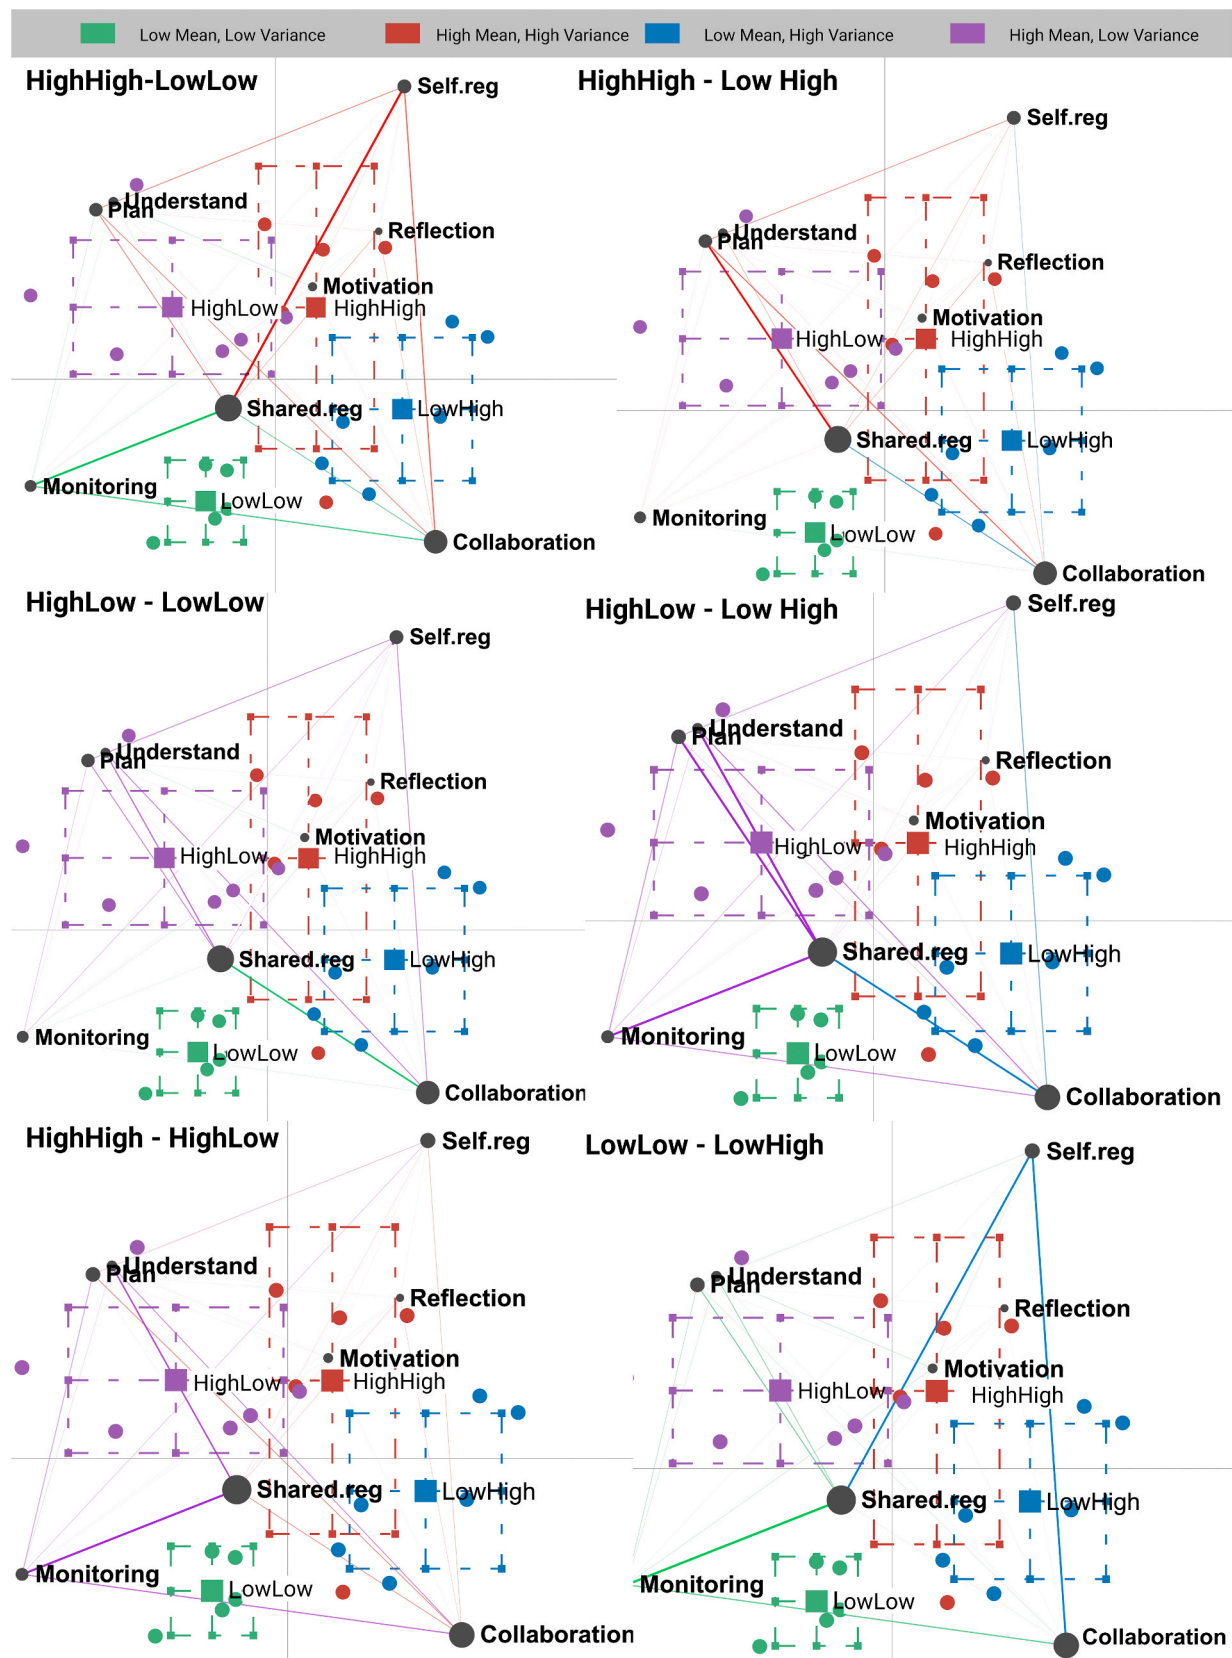 Low Mean, Low Variance High Mean, High Variance Low Mean, High Variance High Mean, Low Variance
HighHigh-LowLow
Self.reg
Understand
Plan
Reflection
Motivation
HighLow
HighHigh
Shared.reg
LowHigh
Monitoring
LowLow
Collaboration
HighHigh - Low High
Self.reg
Understand
Plan
Reflection
Motivation
HighLow
HighHigh
Shared.reg
LowHigh
Monitoring
LowLow
Collaboration
HighLow - LowLow
Self.reg
Understand
Plan
Reflection
Motivation
HighLow
HighHigh
Shared.reg
LowHigh
Monitoring
LowLow
Collaboration
HighLow - Low High
Self.reg
Understand
Plan
Reflection
Motivation
HighLow
HighHigh
Shared.reg
LowHigh
Monitoring
LowLow
Collaboration
HighHigh - HighLow
Self.reg
Understand
Plan
Reflection
Motivation
HighLow
HighHigh
Shared.reg
LowHigh
Monitoring
LowLow
Collaboration
LowLow - LowHigh
Self.reg
Understand
Plan
Reflection
Motivation
HighLow
HighHigh
Shared.reg
LowHigh
Monitoring
LowLow
Collaboration